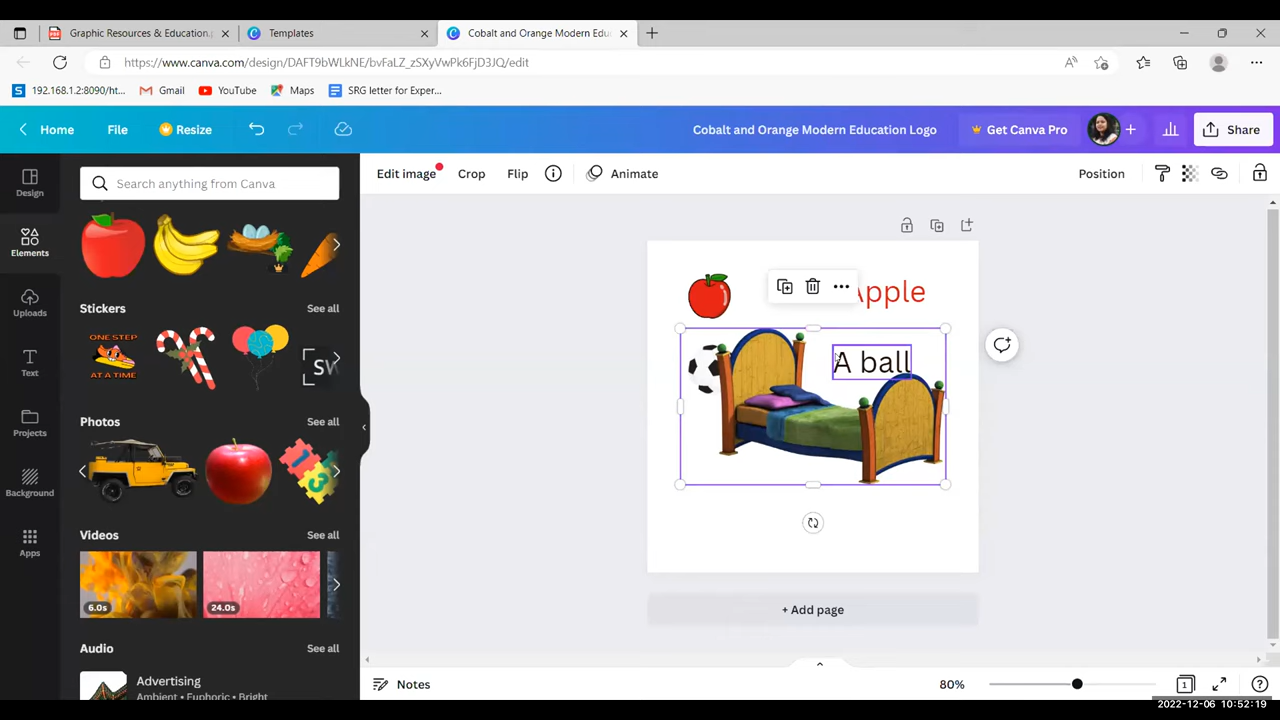 Graphic Resources & Education.p
Templates
Cobalt and Orange Modern Edu
https://www.canva.com/design/DAFT9bWLkNE/bvFaLZ_zSXyVwPk6FjD3JQ/edit
192.168.1.2:8090/ht...
Gmail
YouTube
Maps
SRG letter for Exper...
Home
File
Resize
Cobalt and Orange Modern Education Logo
Get Canva Pro
Share
Design
Elements
Uploads
Text
Projects
Background
Apps
Search anything from Canva
Stickers
See all
ONE STEP
AT A TIME
SW
Photos
See all
1
3
Videos
See all
6.0s
24.0s
Audio
See all
Advertising
Ambient • Euphoric • Bright
Edit image
Crop
Flip
Animate
Position
Apple
A ball
+ Add page
Notes
80%
1
2022-12-06 10:52:19